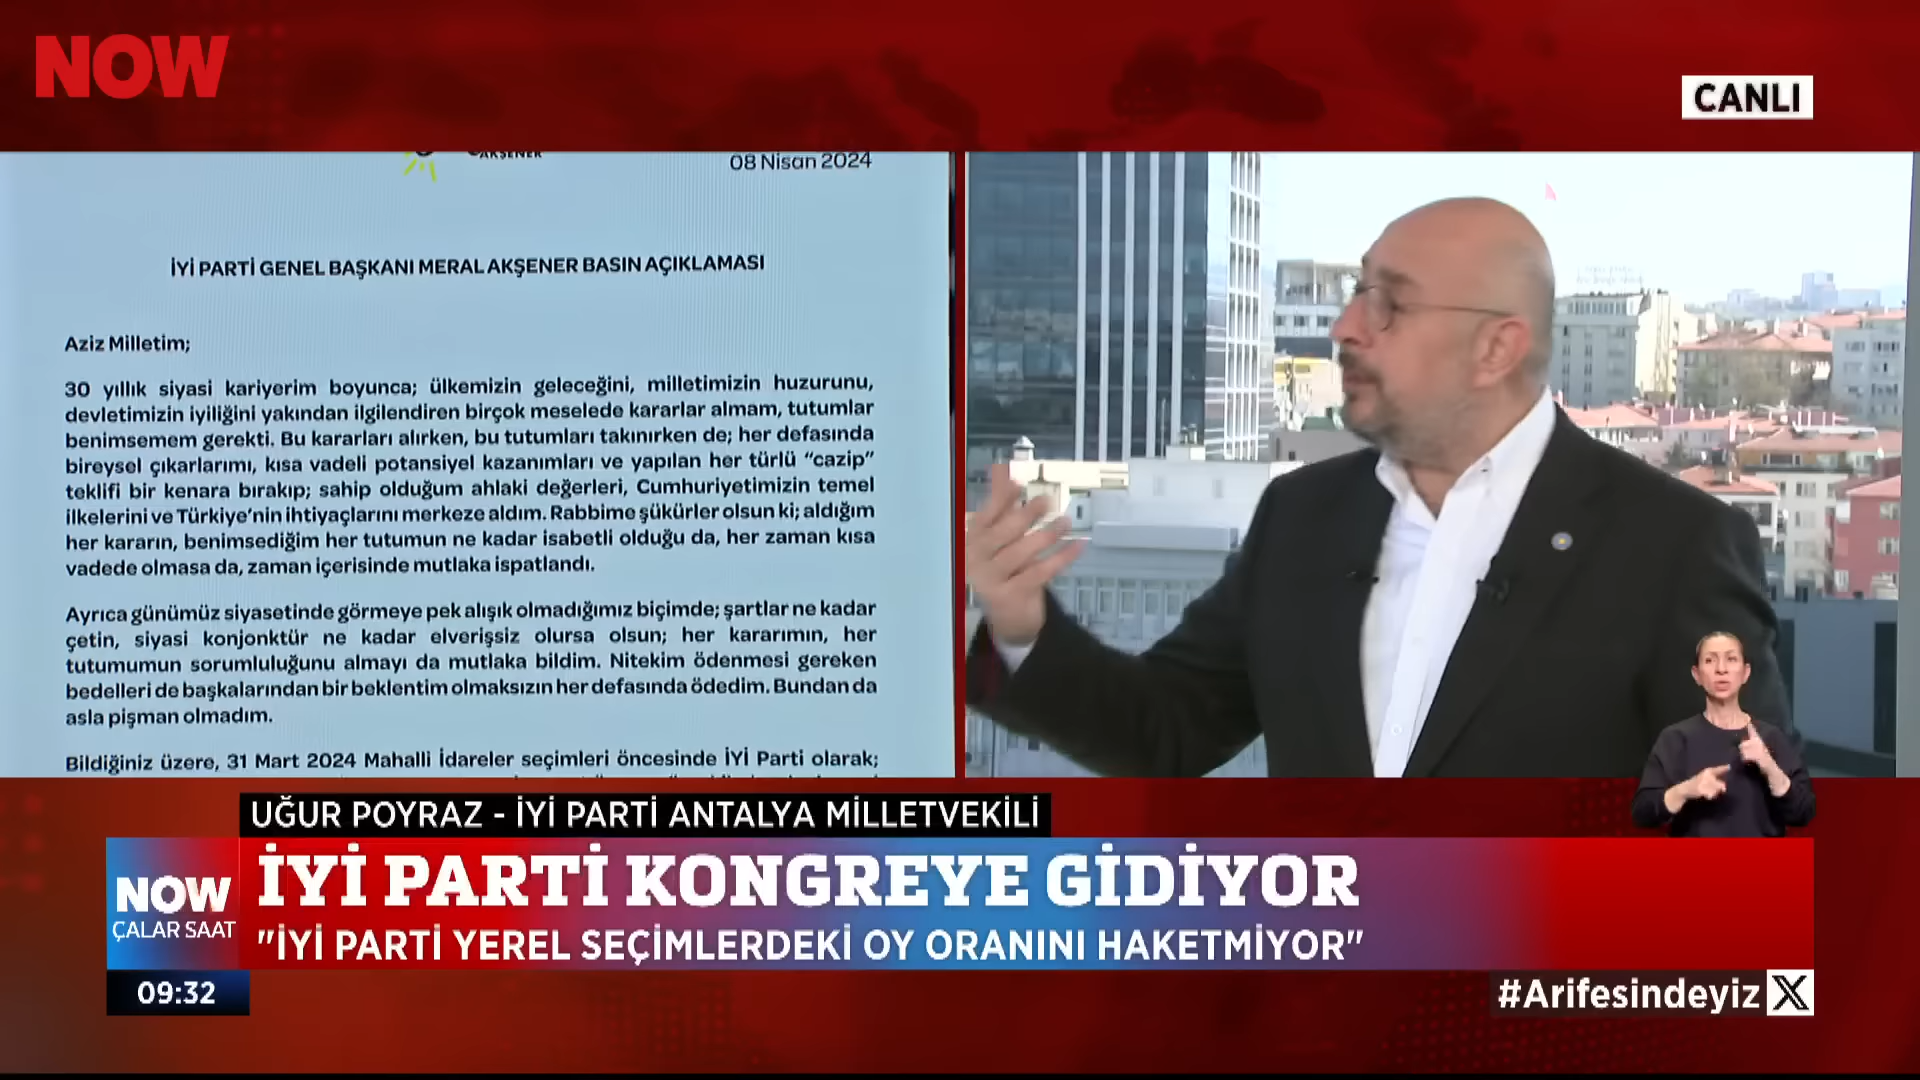 NOW
CANLI
AKŞENER
08 Nisan 2024
İYİ PARTİ GENEL BAŞKANI MERAL AKŞENER BASIN AÇIKLAMASI
Aziz Milletim;
30 yıllık siyasi kariyerim boyunca; ülkemizin geleceğini, milletimizin huzurunu,
devletimizin iyiliğini yakından ilgilendiren birçok meselede kararlar almam, tutumlar
benimsemem gerekti. Bu kararları alırken, bu tutumları takınırken de; her defasında
bireysel çıkarlarımı, kısa vadeli potansiyel kazanımları ve yapılan her türlü “cazip”
teklifi bir kenara bırakıp; sahip olduğum ahlaki değerleri, Cumhuriyetimizin temel
ilkelerini ve Türkiye’nin ihtiyaçlarını merkeze aldım. Rabbime şükürler olsun ki; aldığım
her kararın, benimsediğim her tutumun ne kadar isabetli olduğu da, her zaman kısa
vadede olmasa da, zaman içerisinde mutlaka ispatlandı.
Ayrıca günümüz siyasetinde görmeye pek alışık olmadığımız biçimde; şartlar ne kadar
çetin, siyasi konjonktür ne kadar elverişsiz olursa olsun; her kararımın, her
tutumumun sorumluluğunu almayı da mutlaka bildim. Nitekim ödenmesi gereken
bedelleri de başkalarından bir beklentim olmaksızın her defasında ödedim. Bundan da
asla pişman olmadım.
Bildiğiniz üzere, 31 Mart 2024 Mahalli İdareler seçimleri öncesinde İYİ Parti olarak;
UĞUR POYRAZ - İYİ PARTİ ANTALYA MİLLETVEKİLİ
İYİ PARTİ KONGREYE GİDİYOR
NOW
ÇALAR SAAT
"İYİ PARTİ YEREL SEÇİMLERDEKİ OY ORANINI HAKETMİYOR"
09:32
#Arifesindeyiz X